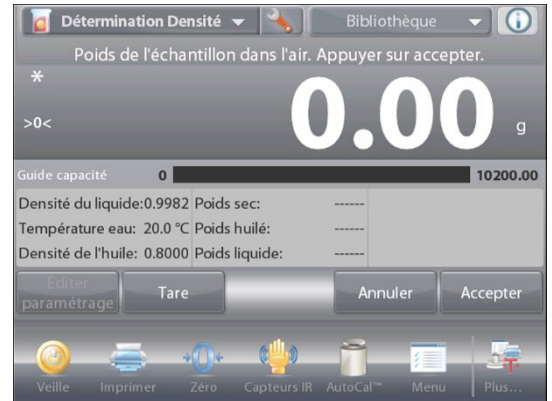 Détermination Densité Bibliothèque
Poids de l'échantillon dans l'air. Appuyer sur accepter.
*
>0<
0.00 g
Guide capacité 0 10200.00
Densité du liquide:0.9982 Poids sec: ------
Température eau: 20.0 °C Poids huilé: ------
Densité de l'huile: 0.8000 Poids liquide: ------
Editer
paramétrage Tare Annuler Accepter
Veille Imprimer Zéro Capteurs IR AutoCal™ Menu Plus...